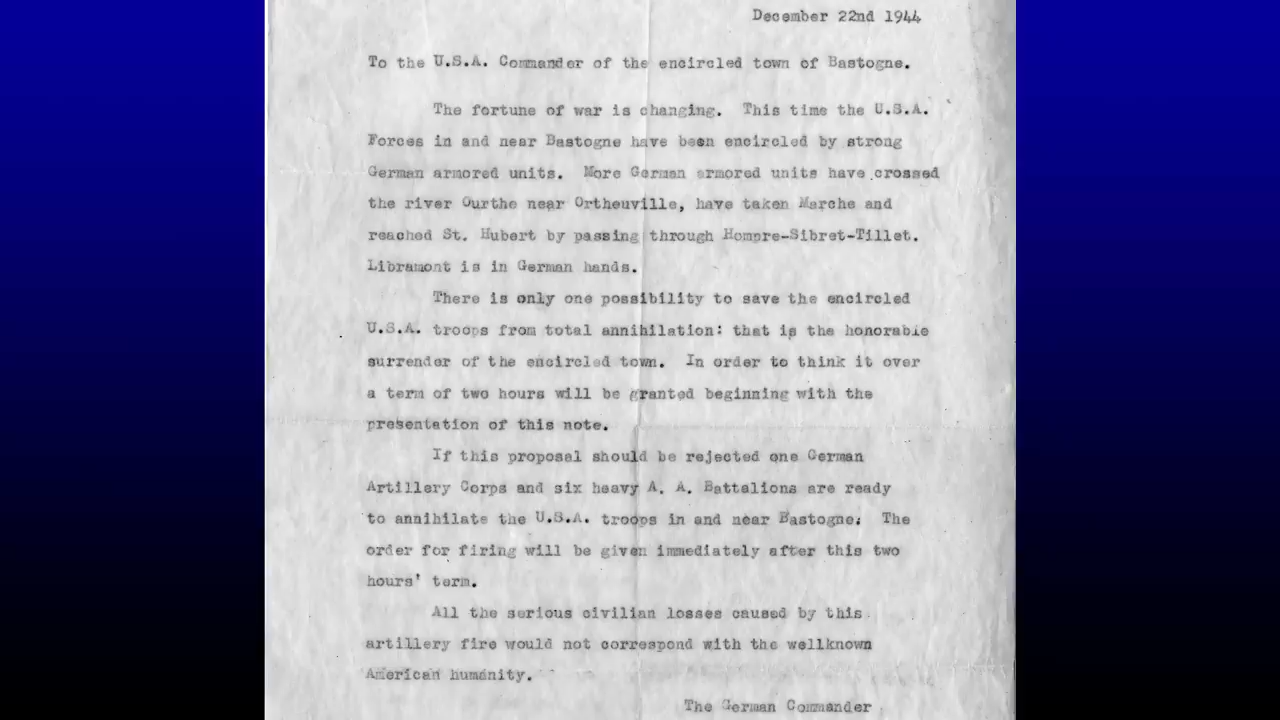 December 22nd 1944
To the U.S.A. Commander of the encircled town of Bastogne.
The fortune of war is changing. This time the U.S.A.
Forces in and near Bastogne have been encircled by strong
German armored units. More German armored units have crossed
the river Ourthe near Ortheuville, have taken Marche and
reached St. Hubert by passing through Hompre-Sibret-Tillet.
Libramont is in German hands.
There is only one possibility to save the encircled
U.S.A. troops from total annihilation: that is the honorable
surrender of the encircled town. In order to think it over
a term of two hours will be granted beginning with the
presentation of this note.
If this proposal should be rejected one German
Artillery Corps and six heavy A. A. Battalions are ready
to annihilate the U.S.A. troops in and near Bastogne. The
order for firing will be given immediately after this two
hours' term.
All the serious civilian losses caused by this
artillery fire would not correspond with the wellknown
American humanity.
The German Commander